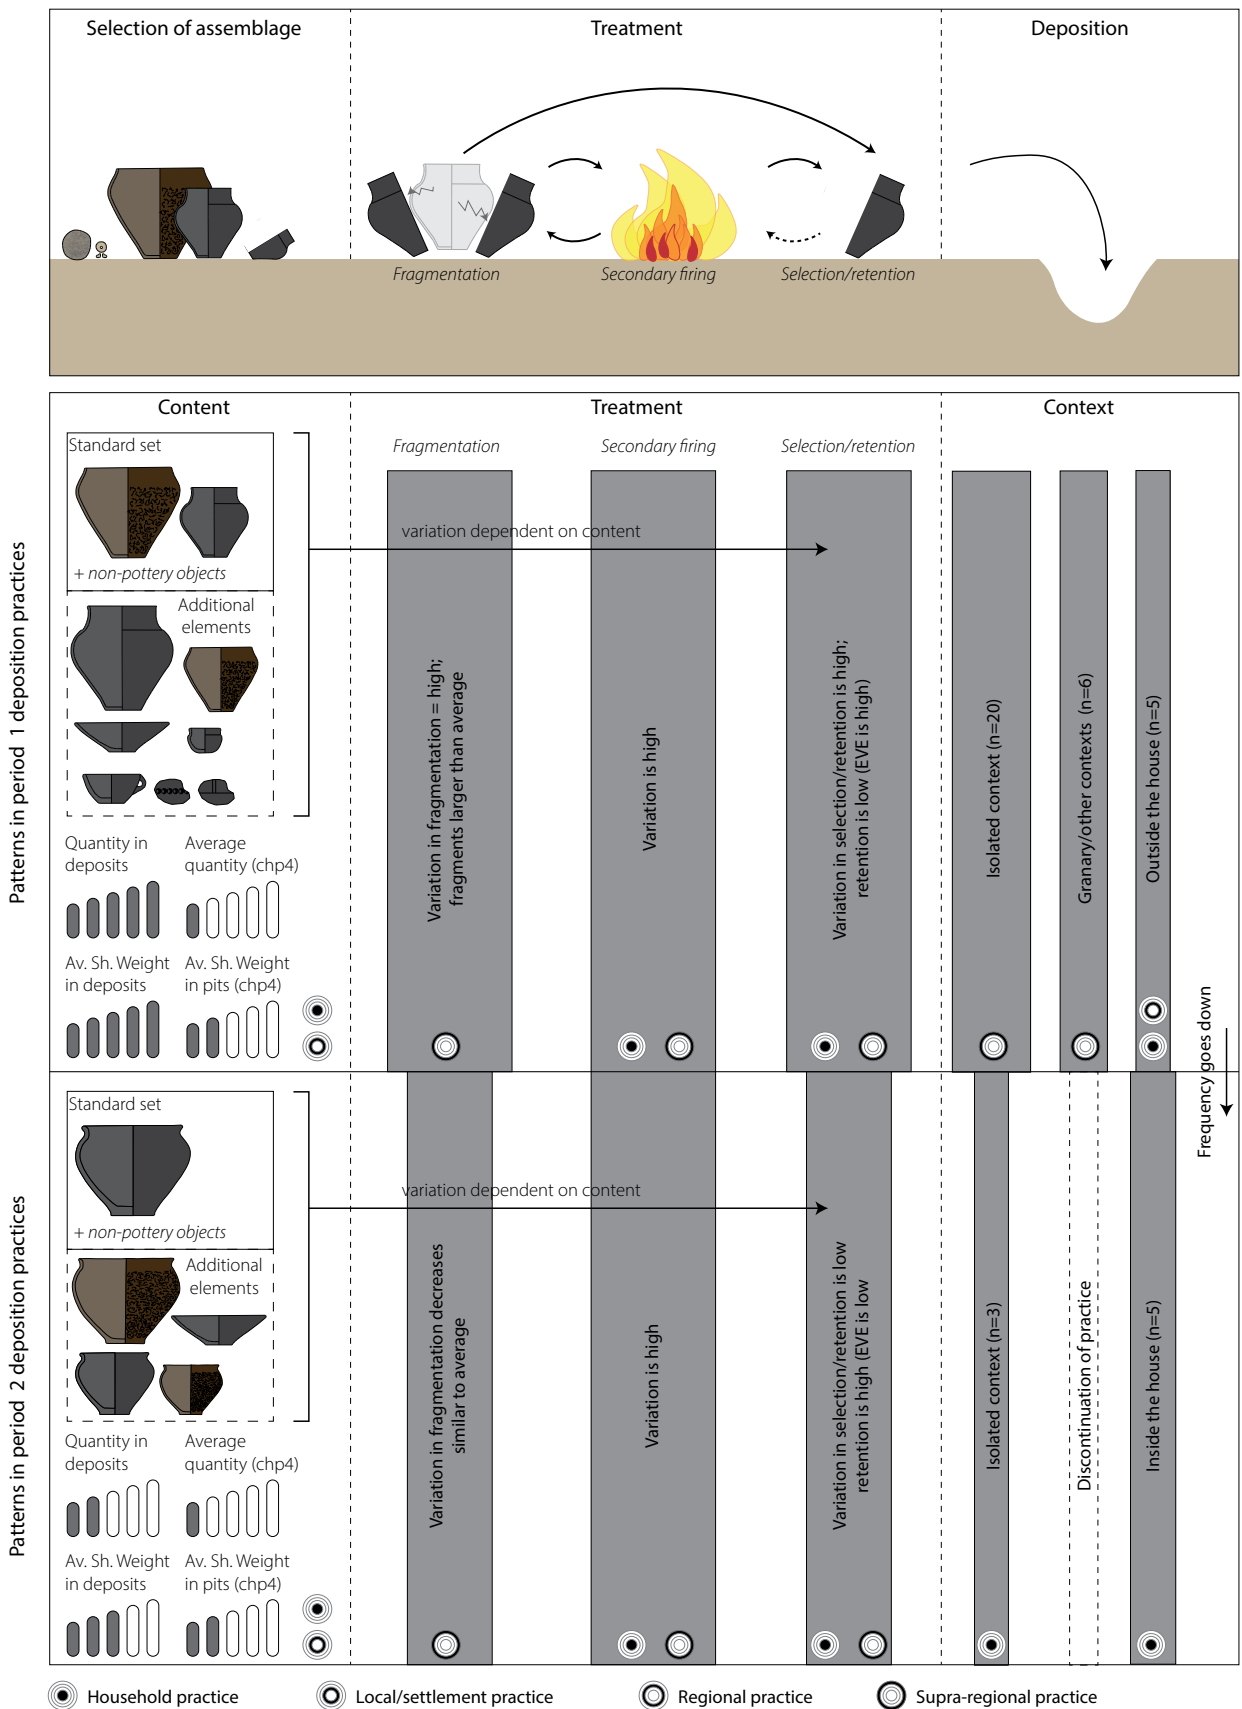 Selection of assemblage
Treatment
Deposition
Fragmentation
Secondary firing
Selection/retention
Patterns in period 1 deposition practices
Content
Treatment
Context
Standard set
+ non-pottery objects
Additional
elements
Quantity in
deposits
Average
quantity (chp4)
Av. Sh. Weight
in deposits
Av. Sh. Weight
in pits (chp4)
Fragmentation
Secondary firing
Selection/retention
variation dependent on content
Variation in fragmentation = high;
fragments larger than average
Variation is high
Variation in selection/retention is high;
retention is low (EVE is high)
Isolated context (n=20)
Granary/other contexts (n=6)
Outside the house (n=5)
Frequency goes down
Patterns in period 2 deposition practices
Standard set
+ non-pottery objects
Additional
elements
Quantity in
deposits
Average
quantity (chp4)
Av. Sh. Weight
in deposits
Av. Sh. Weight
in pits (chp4)
variation dependent on content
Variation in fragmentation decreases
similar to average
Variation is high
Variation in selection/retention is low
retention is high (EVE is low
Isolated context (n=3)
Discontinuation of practice
Inside the house (n=5)
Household practice
Local/settlement practice
Regional practice
Supra-regional practice